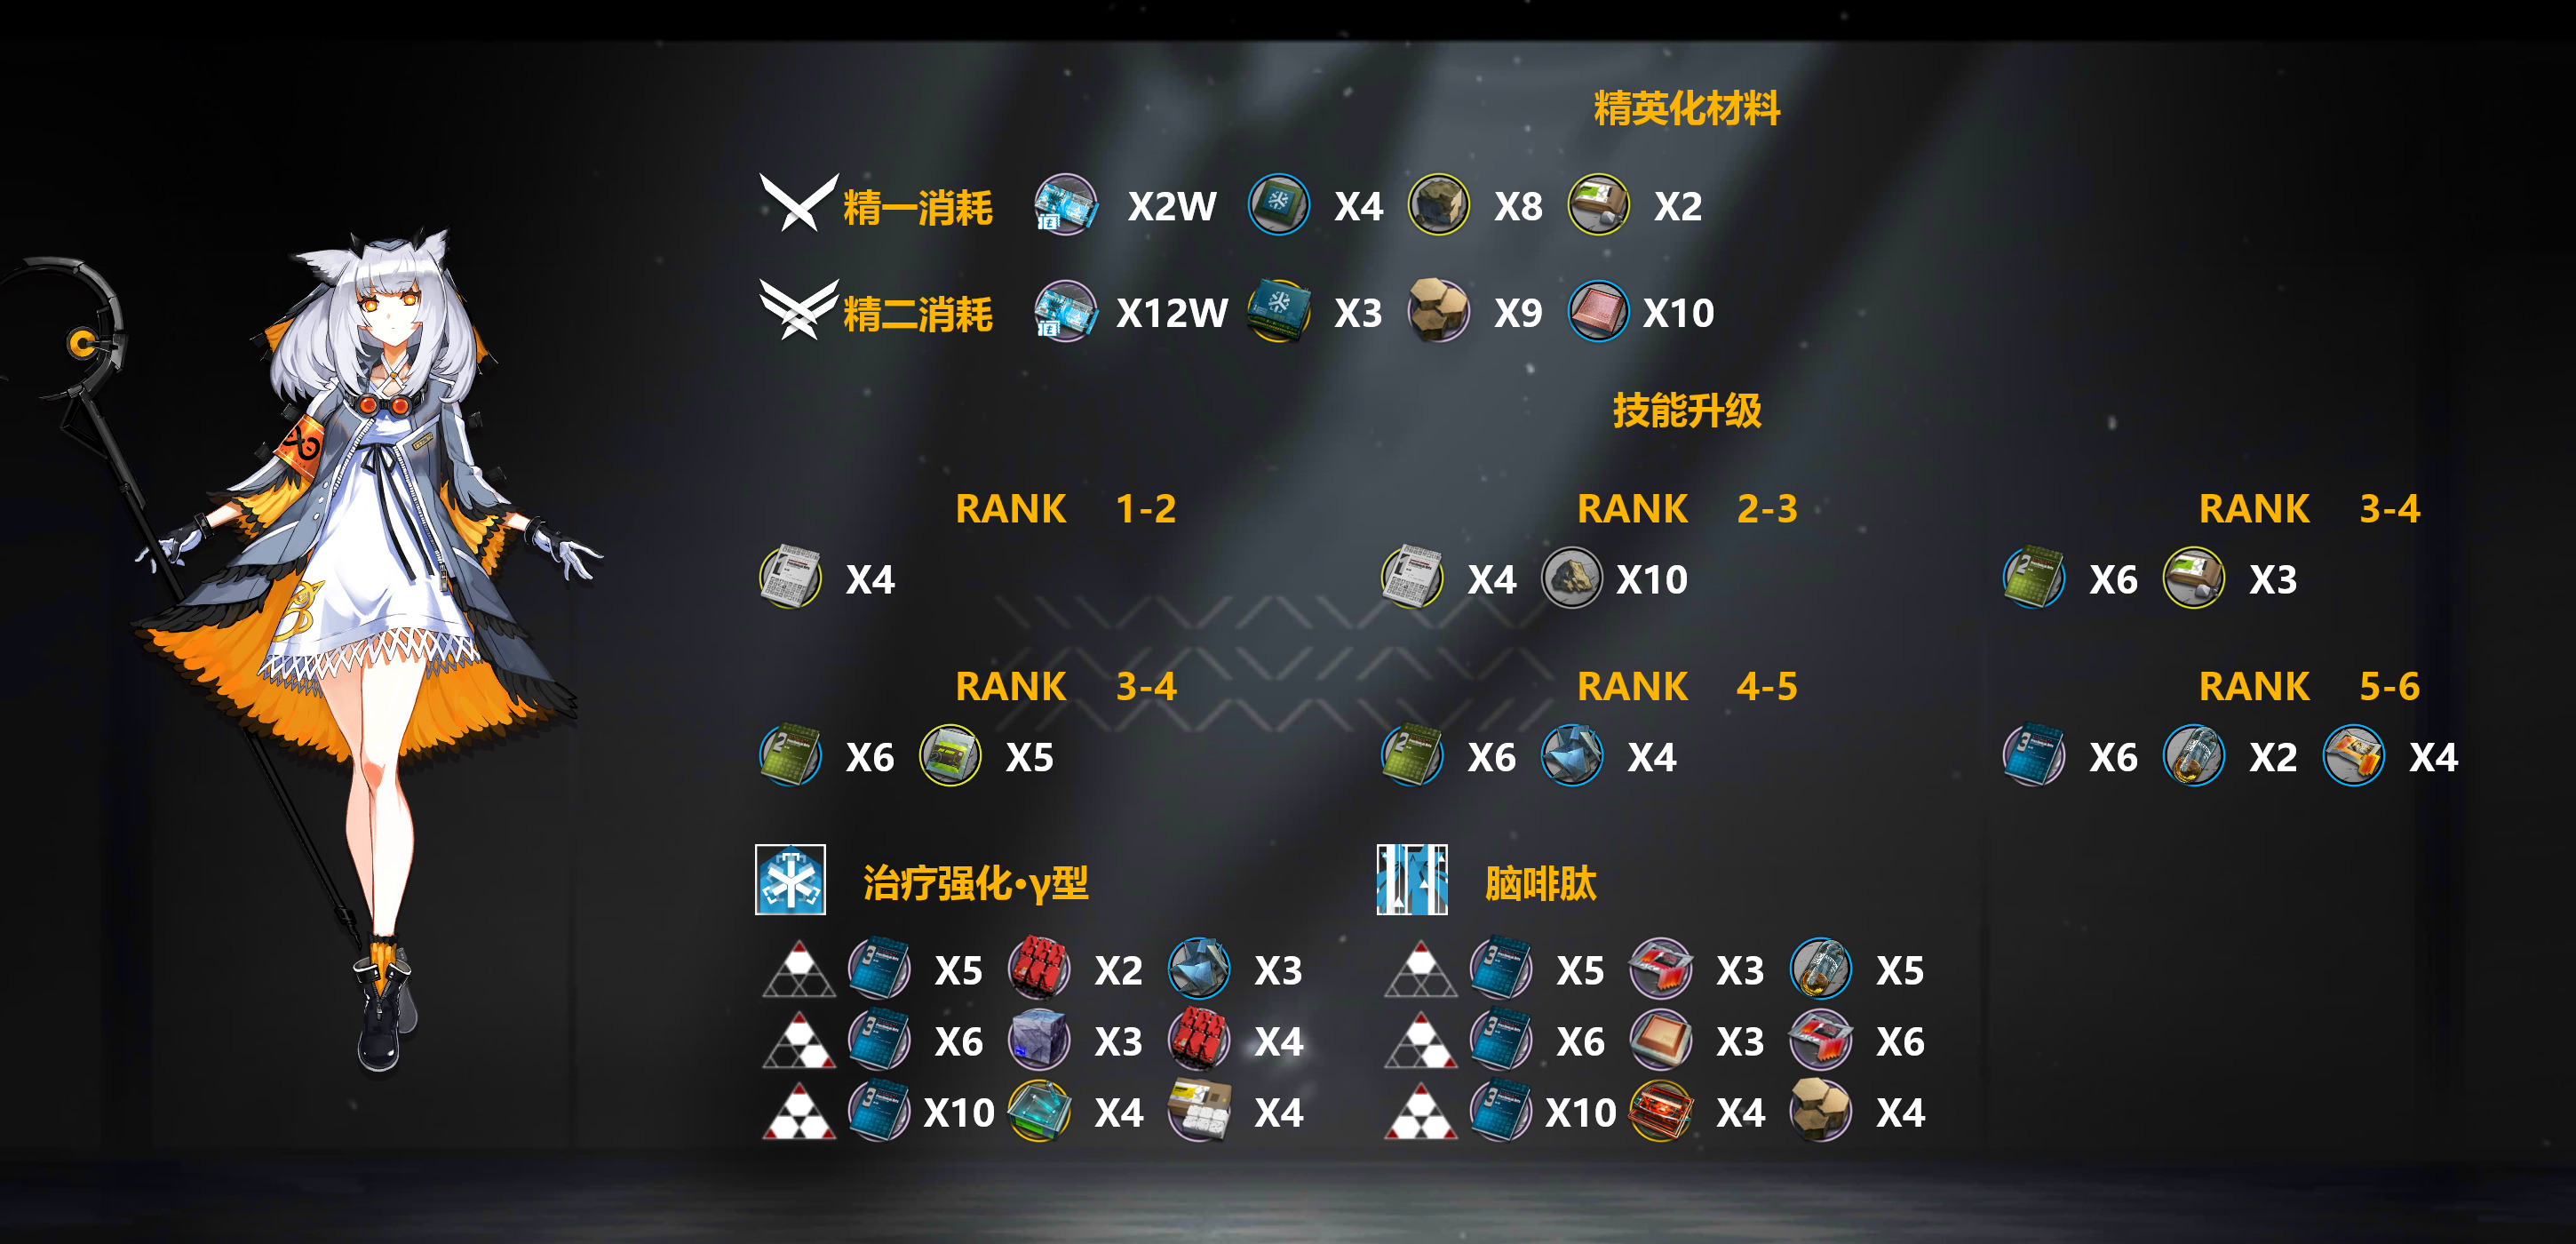 精英化材料
精一消耗 X2W X4 X8 X2
精二消耗 X12W X3 X9 X10
技能升级
RANK 1-2 RANK 2-3 RANK 3-4
X4 X4 X10 X6 X3
RANK 3-4 RANK 4-5 RANK 5-6
X6 X5 X6 X4 X6 X2 X4
治疗强化·γ型 脑啡肽
X5 X2 X3 X5 X3 X5
X6 X3 X4 X6 X3 X6
X10 X4 X4 X10 X4 X4